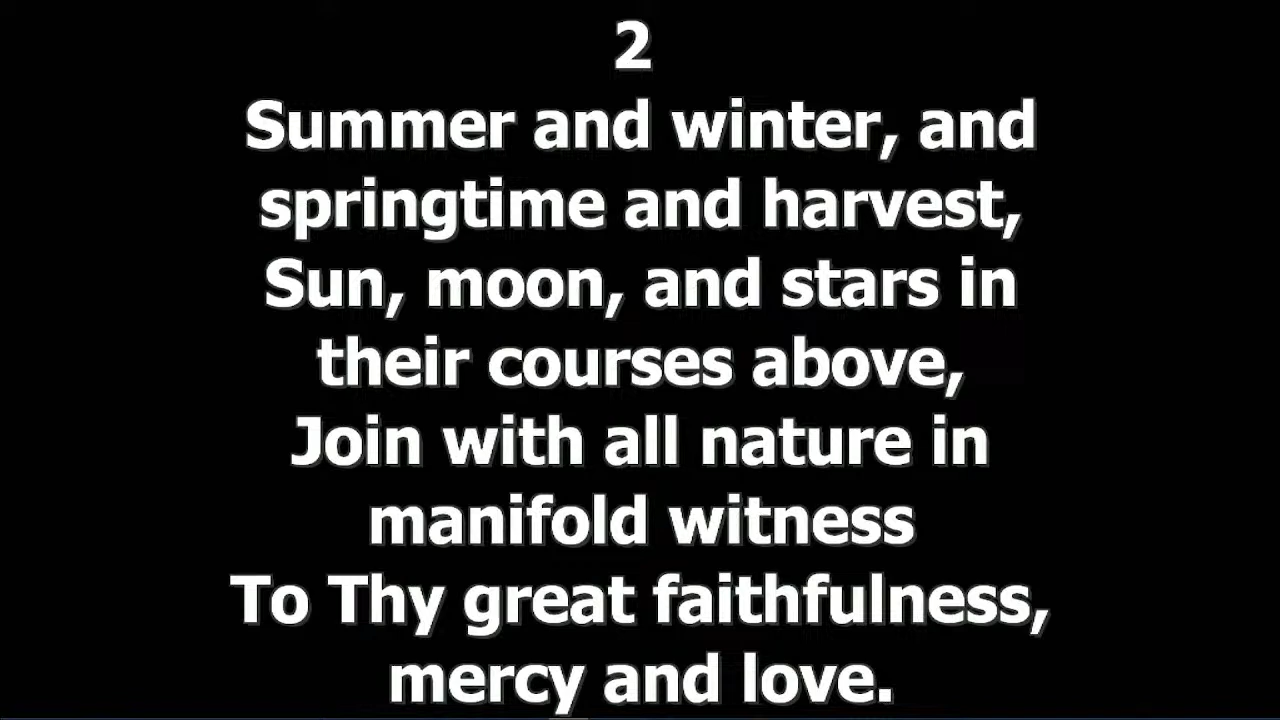 2
Summer and winter, and
springtime and harvest,
Sun, moon, and stars in
their courses above,
Join with all nature in
manifold witness
To Thy great faithfulness,
mercy and love.